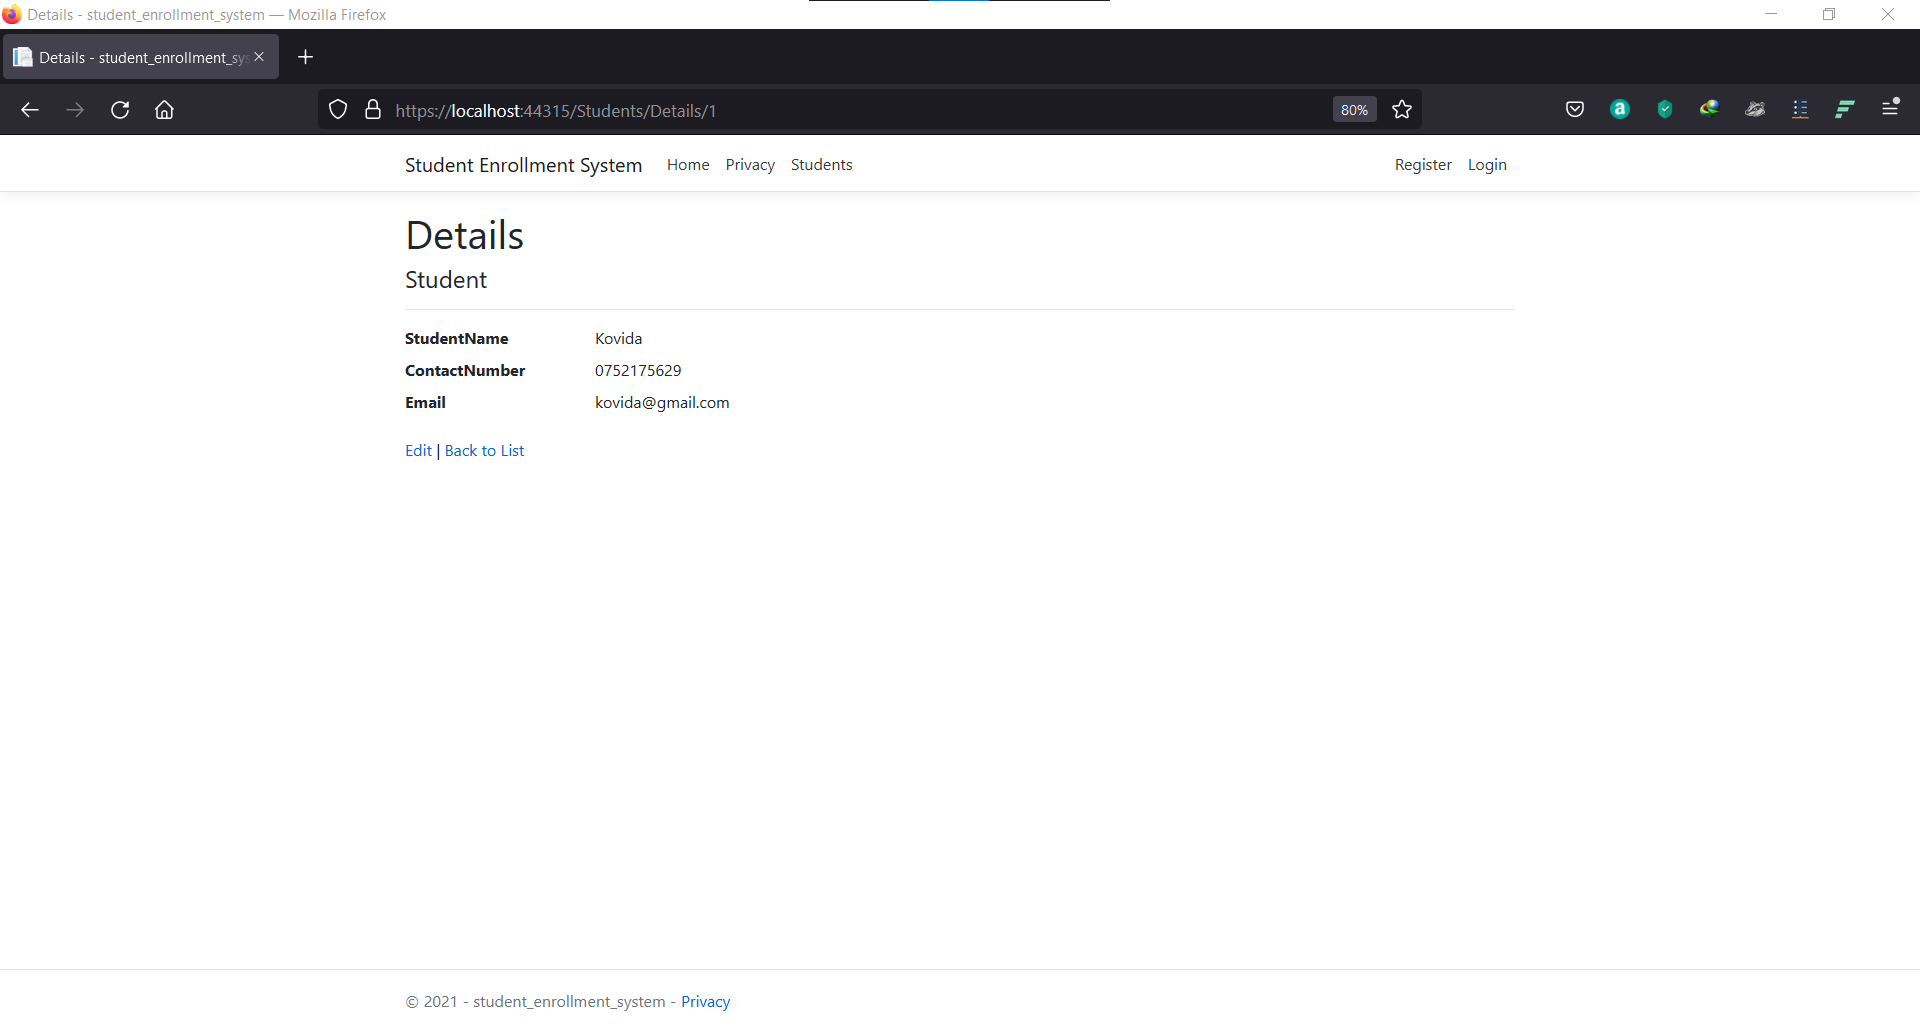 Details - student_enrollment_system — Mozilla Firefox
Details - student_enrollment_sys
https://localhost:44315/Students/Details/1
80%
Student Enrollment System Home Privacy Students Register Login
Details
Student
StudentName Kovida
ContactNumber 0752175629
Email kovida@gmail.com
Edit | Back to List
© 2021 - student_enrollment_system - Privacy